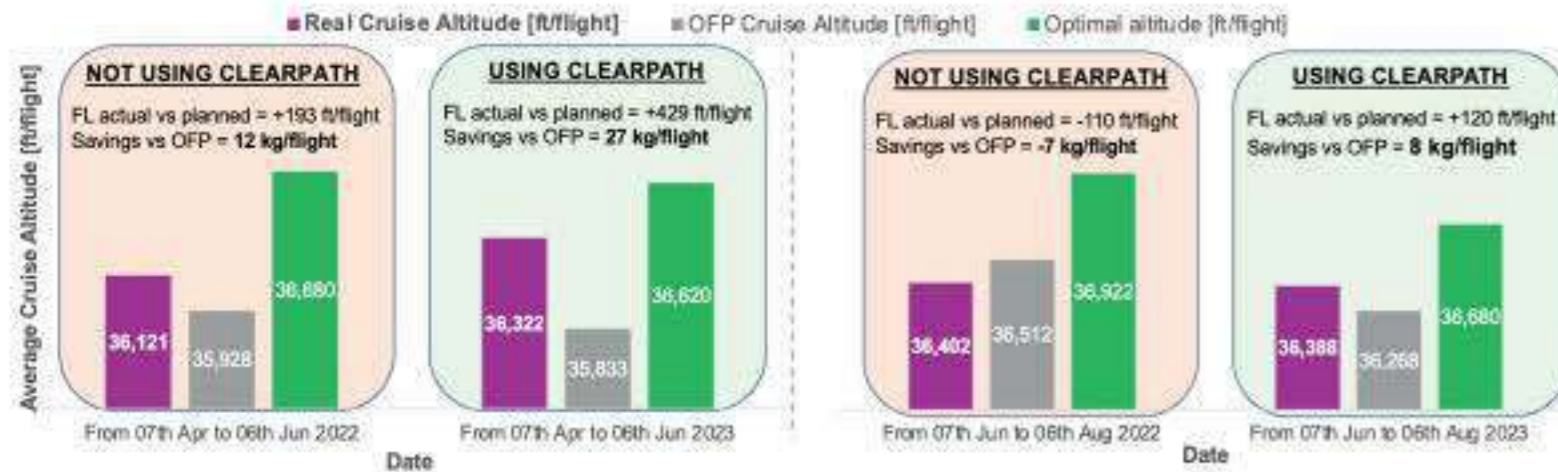 Real Cruise Altitude [ft/flight] OFP Cruise Altitude [ft/flight] Optimal altitude [ft/flight]
Average Cruise Altitude [ft/flight]
NOT USING CLEARPATH
FL actual vs planned = +193 ft/flight
Savings vs OFP = 12 kg/flight
36,121
35,928
36,680
From 07th Apr to 06th Jun 2022
USING CLEARPATH
FL actual vs planned = +429 ft/flight
Savings vs OFP = 27 kg/flight
36,322
35,833
36,620
From 07th Apr to 06th Jun 2023
Date
NOT USING CLEARPATH
FL actual vs planned = -110 ft/flight
Savings vs OFP = -7 kg/flight
36,402
36,512
36,922
From 07th Jun to 06th Aug 2022
USING CLEARPATH
FL actual vs planned = +120 ft/flight
Savings vs OFP = 8 kg/flight
36,388
36,268
36,680
From 07th Jun to 06th Aug 2023
Date